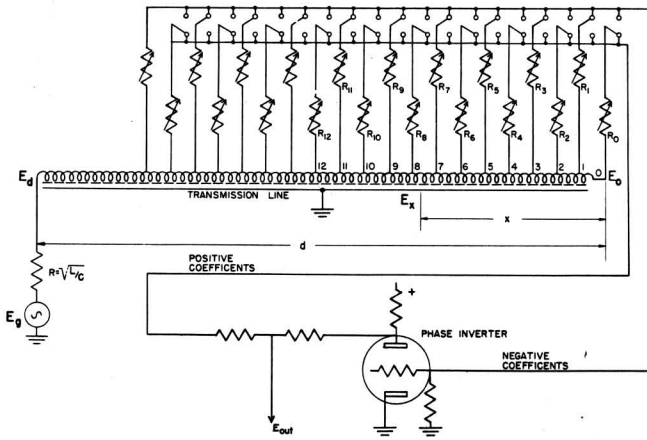 R11
R9
R7
R5
R3
R1
R12
R10
R8
R6
R4
R2
R0
Ed
12
11
10
9
8
7
6
5
4
3
2
1
0
Eo
TRANSMISSION LINE
Ex
x
d
R=√L/C
Eg
POSITIVE
COEFFICENTS
+
PHASE INVERTER
NEGATIVE
COEFFICENTS
Eout